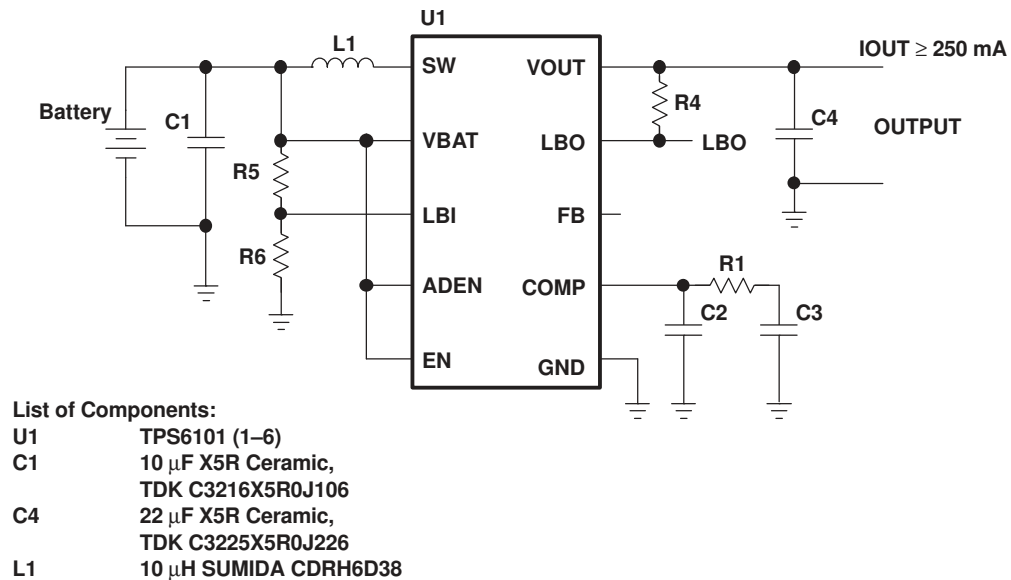 U1
L1
IOUT ≥ 250 mA
SW
VOUT
R4
Battery
C1
C4
OUTPUT
VBAT
LBO
LBO
R5
LBI
FB
R6
R1
ADEN
COMP
C2
C3
EN
GND
List of Components:
U1 TPS6101 (1–6)
C1 10 μF X5R Ceramic,
TDK C3216X5R0J106
C4 22 μF X5R Ceramic,
TDK C3225X5R0J226
L1 10 μH SUMIDA CDRH6D38